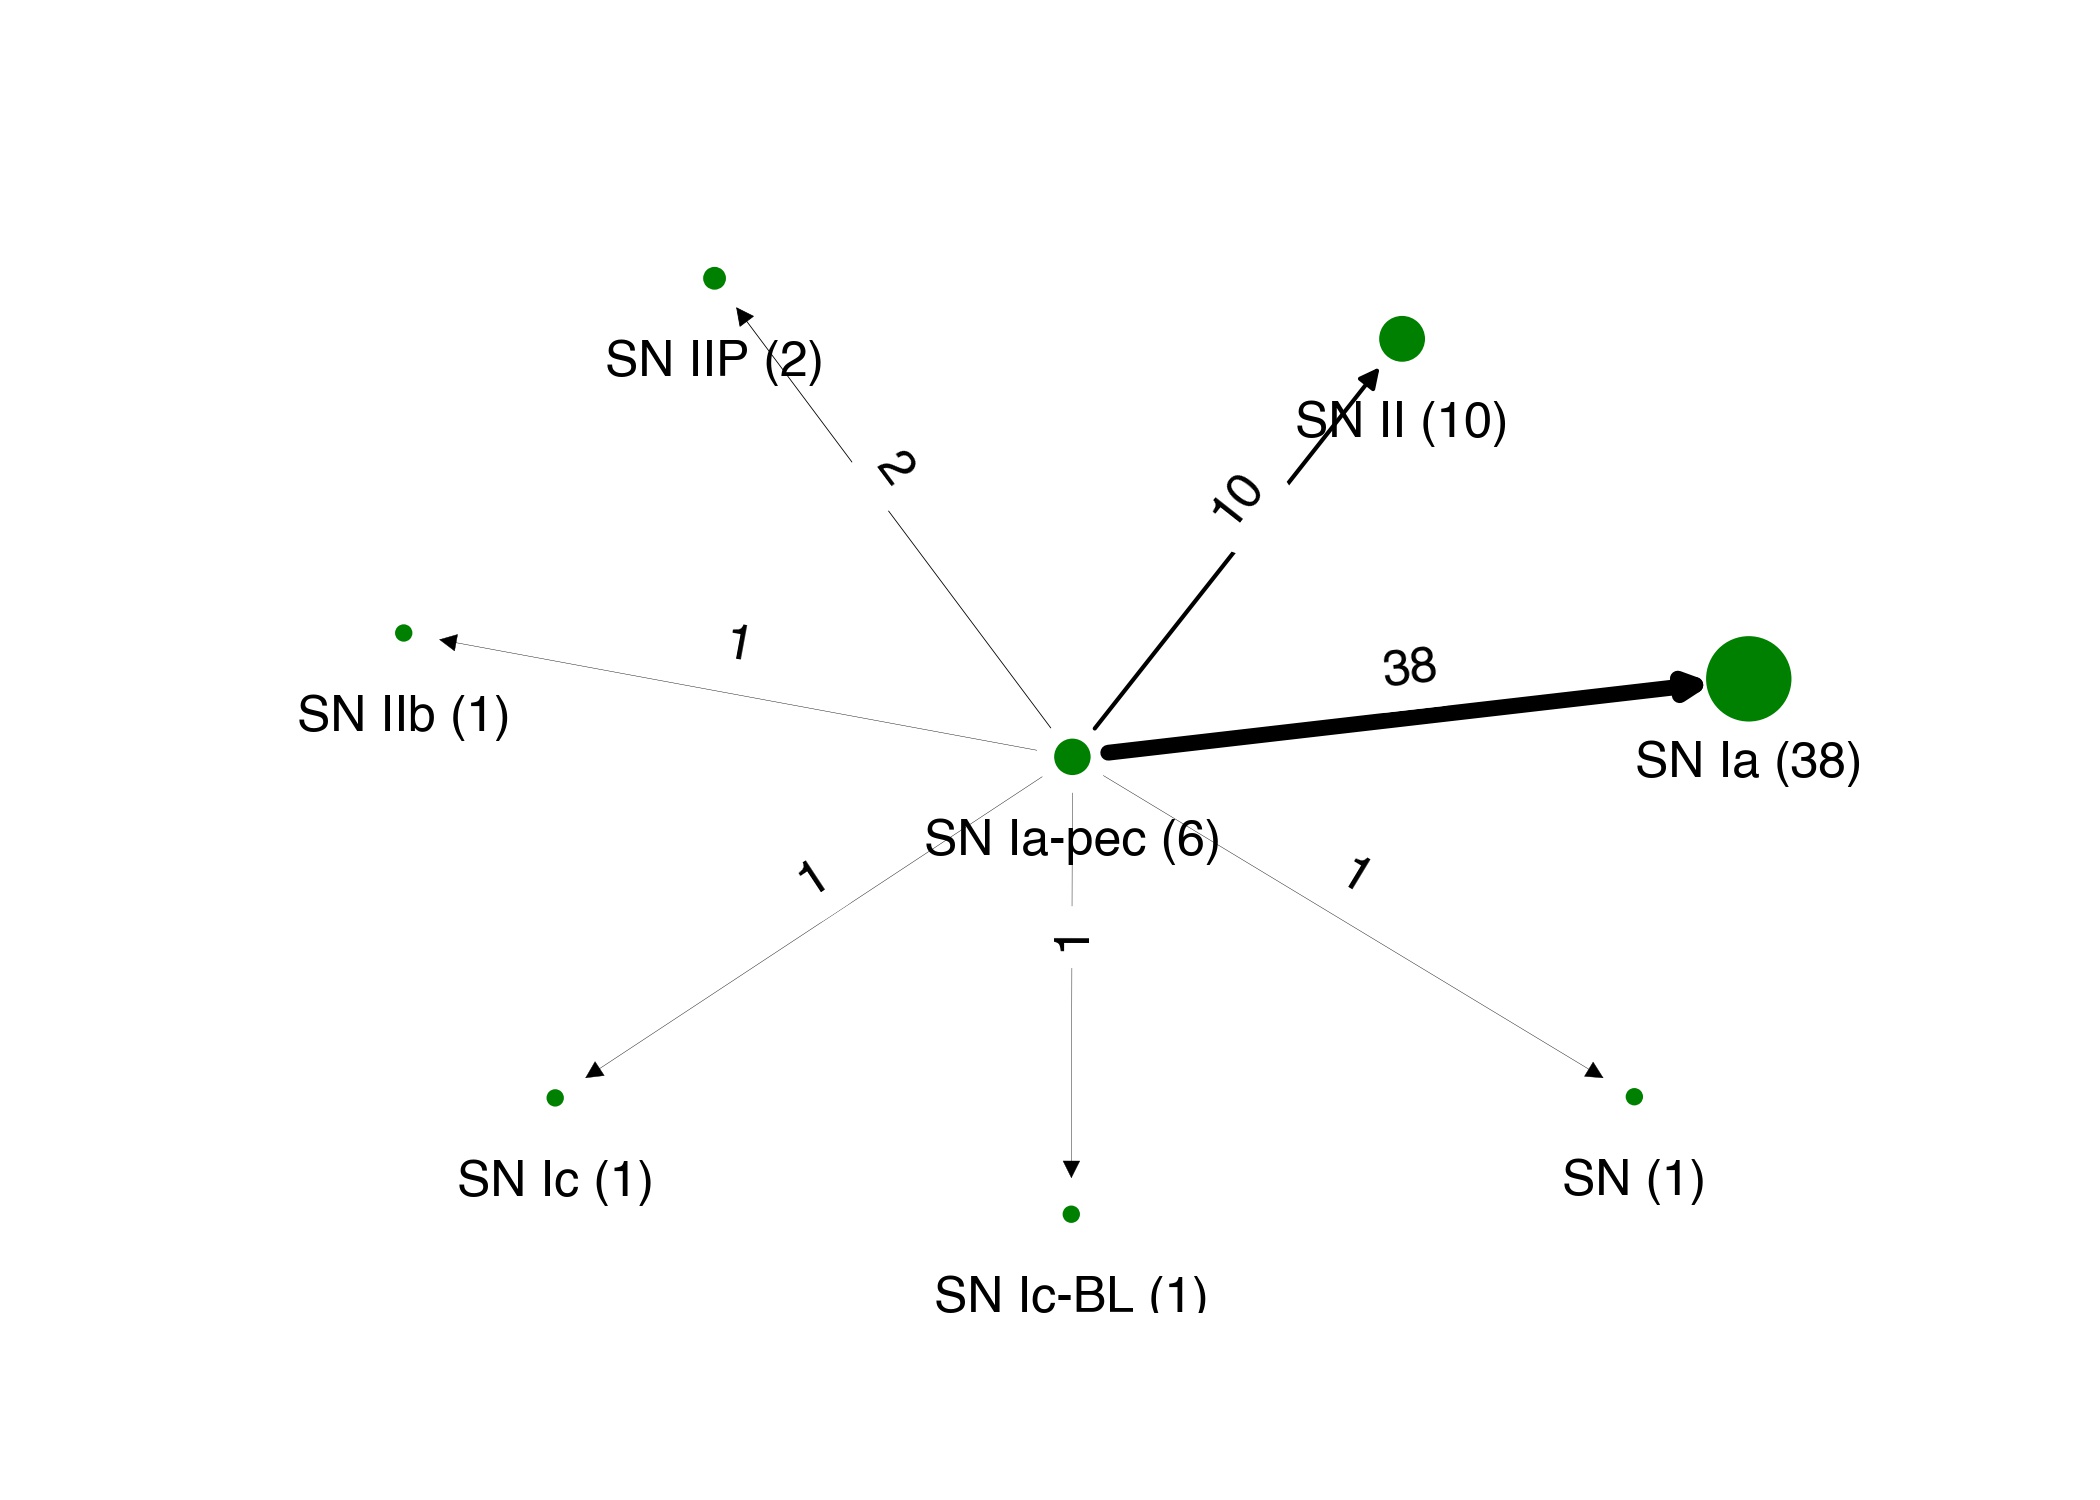 SN IIP (2)
SN II (10)
2
10
1
38
SN IIb (1)
SN Ia (38)
SN Ia-pec (6)
1
1
1
SN Ic (1)
SN (1)
SN Ic-BL (1)